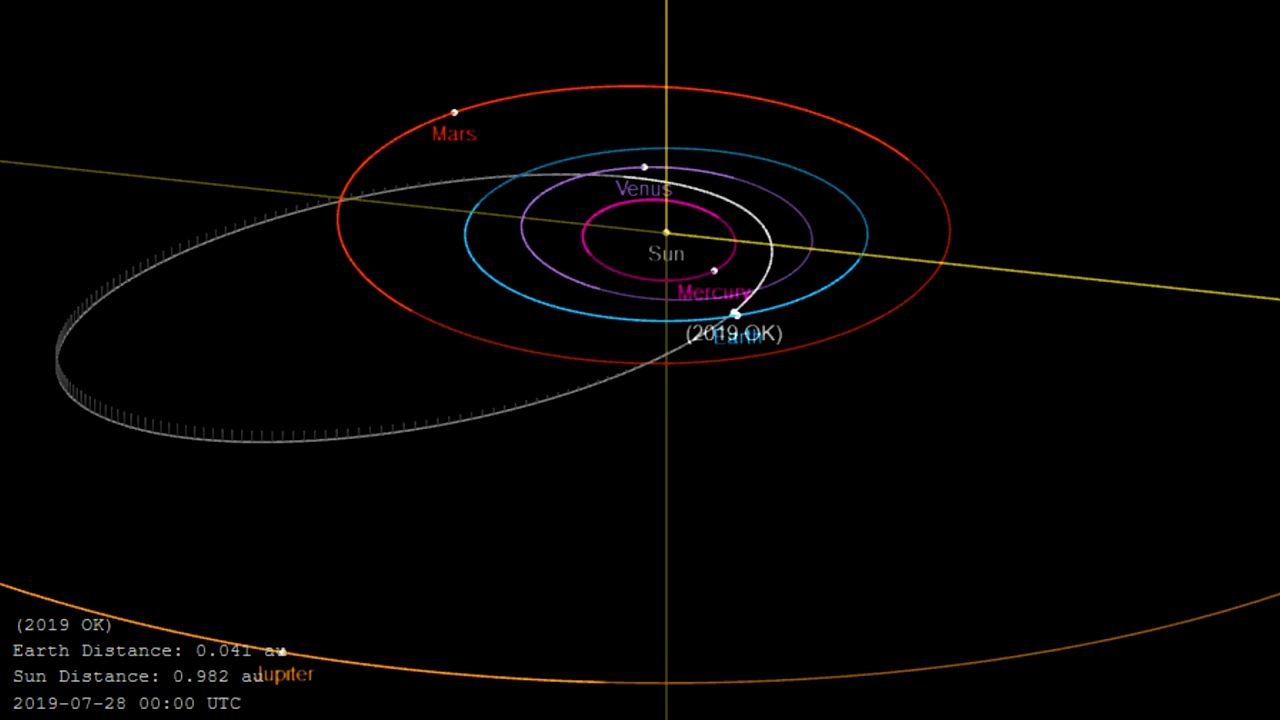 Mars
Venus
Sun
Mercury
(2019 OK)
Earth
(2019 OK)
Earth Distance: 0.041 au
Sun Distance: 0.982 au
Jupiter
2019-07-28 00:00 UTC